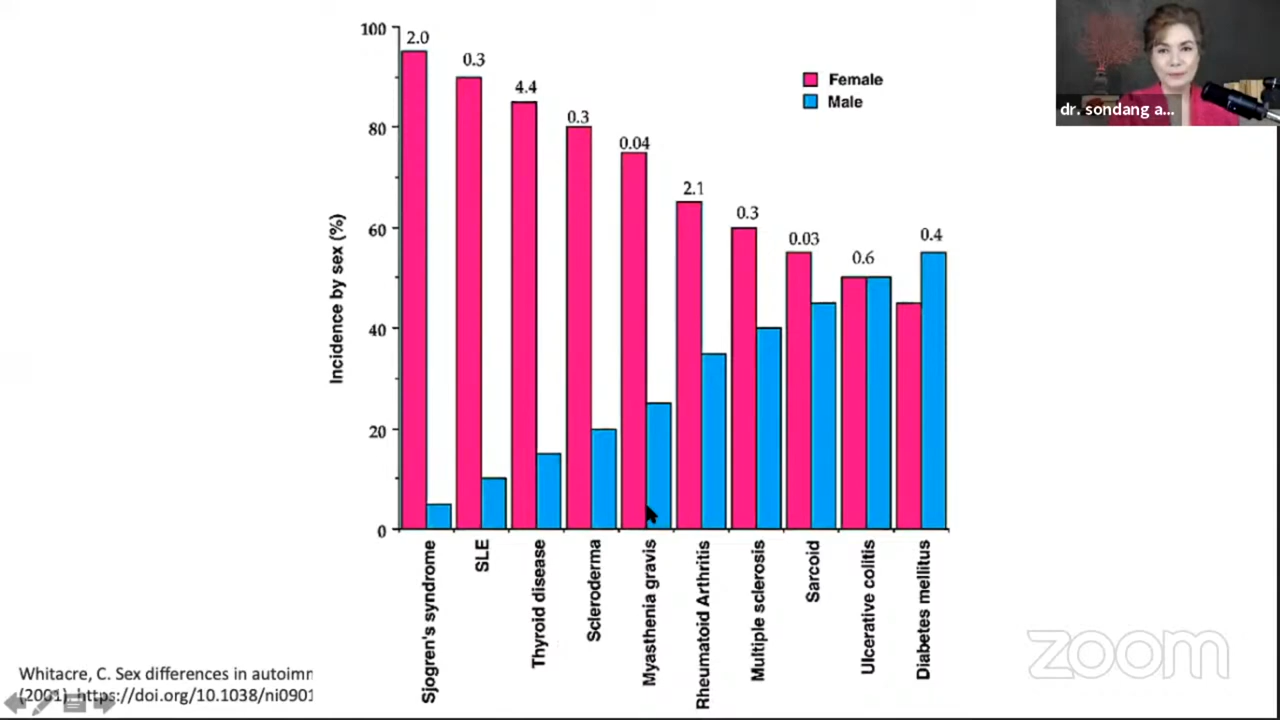 100
80
60
40
20
0
Incidence by sex (%)
2.0
0.3
4.4
0.3
0.04
2.1
0.3
0.03
0.6
0.4
Female
Male
Sjogren's syndrome
SLE
Thyroid disease
Scleroderma
Myasthenia gravis
Rheumatoid Arthritis
Multiple sclerosis
Sarcoid
Ulcerative colitis
Diabetes mellitus
dr. sondang a...
Whitacre, C. Sex differences in autoimm
(2001). https://doi.org/10.1038/ni0901
zoom